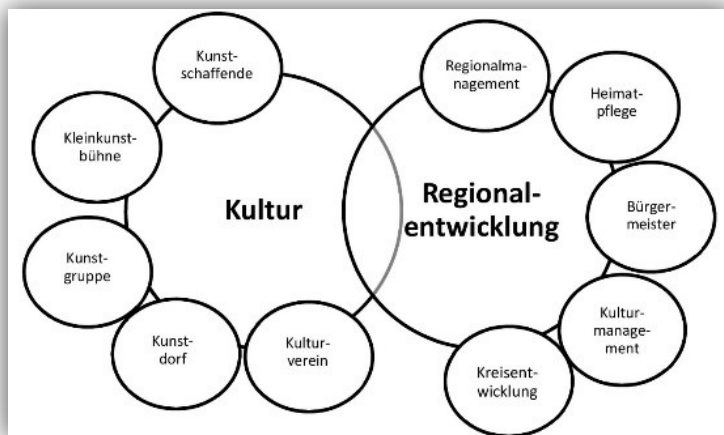 Kunst-
schaffende
Kleinkunst-
bühne
Kunst-
gruppe
Kunst-
dorf
Kultur-
verein
Kultur
Regional-
entwicklung
Regionalma-
nagement
Heimat-
pflege
Bürger-
meister
Kultur-
manage-
ment
Kreisent-
wicklung